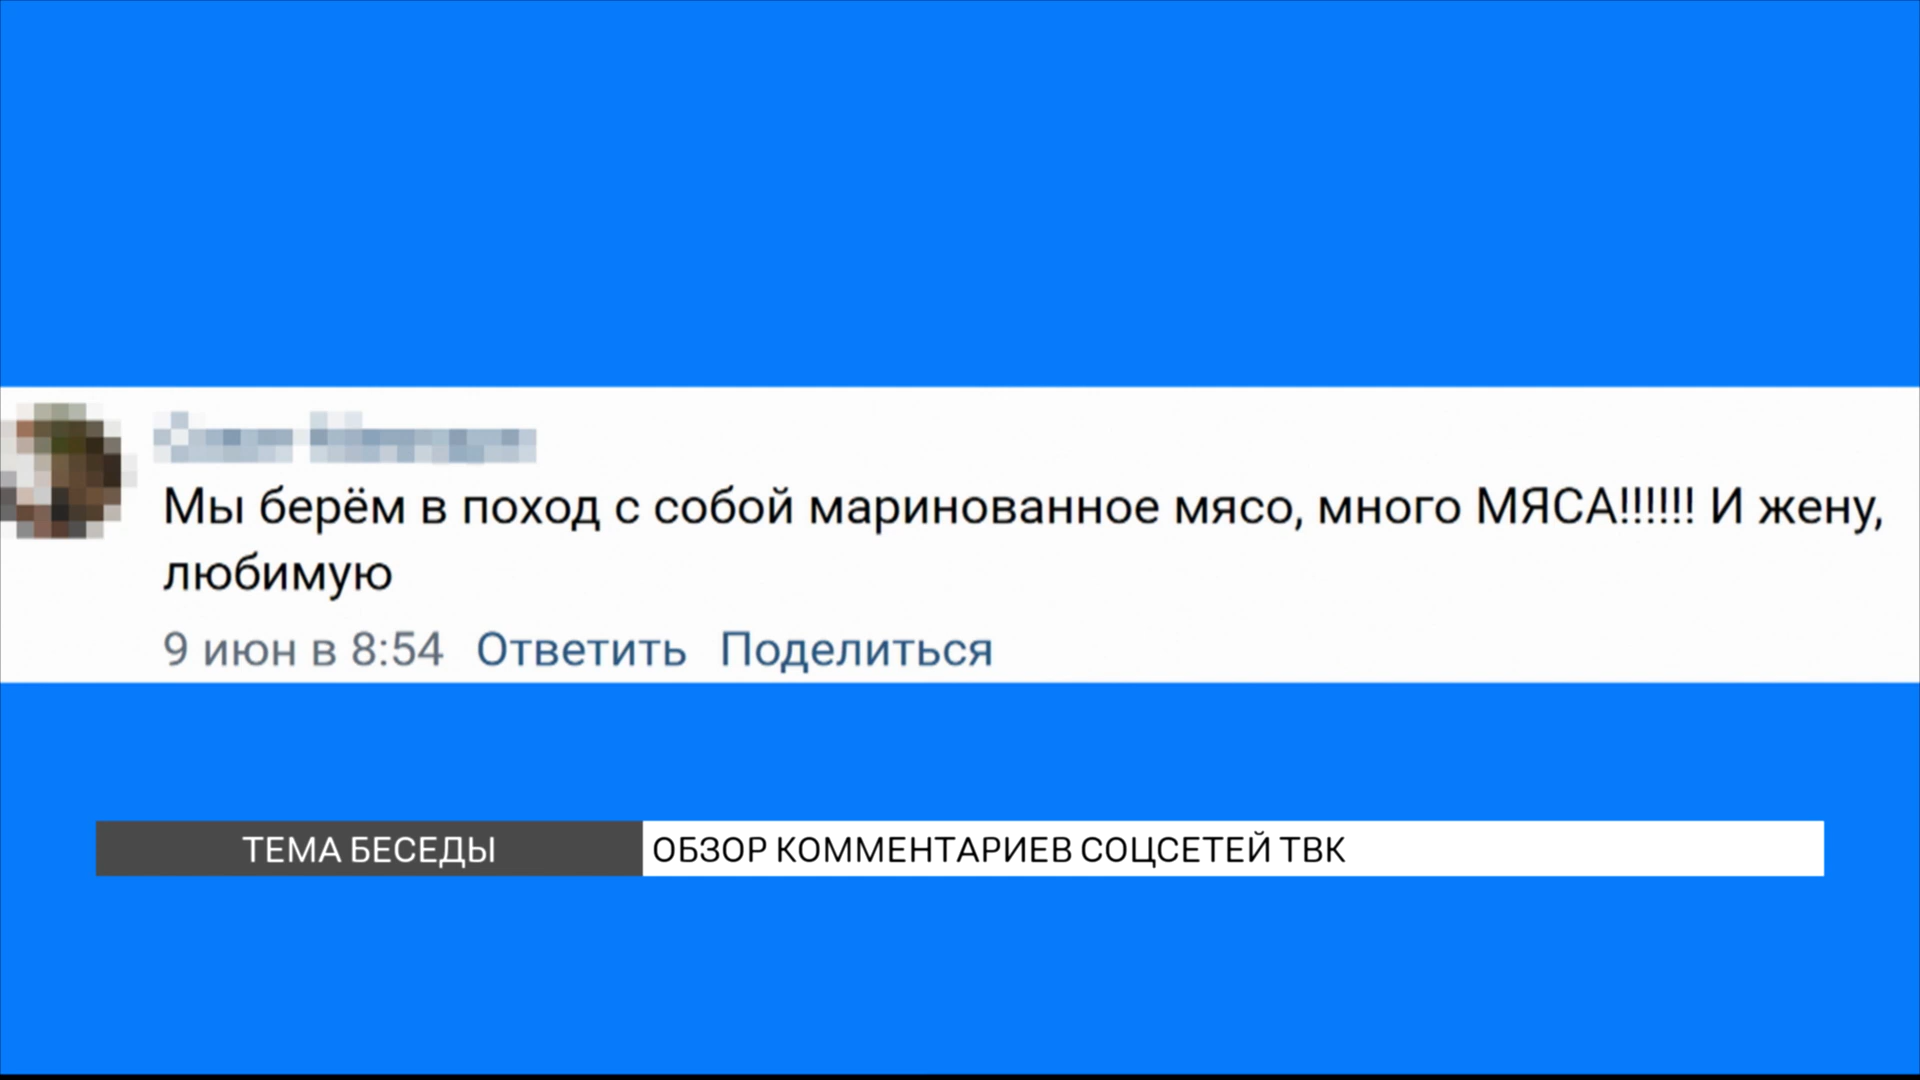 Мы берём в поход с собой маринованное мясо, много МЯСА!!!!!! И жену,
любимую
9 июн в 8:54 Ответить Поделиться
ТЕМА БЕСЕДЫ ОБЗОР КОММЕНТАРИЕВ СОЦСЕТЕЙ ТВК